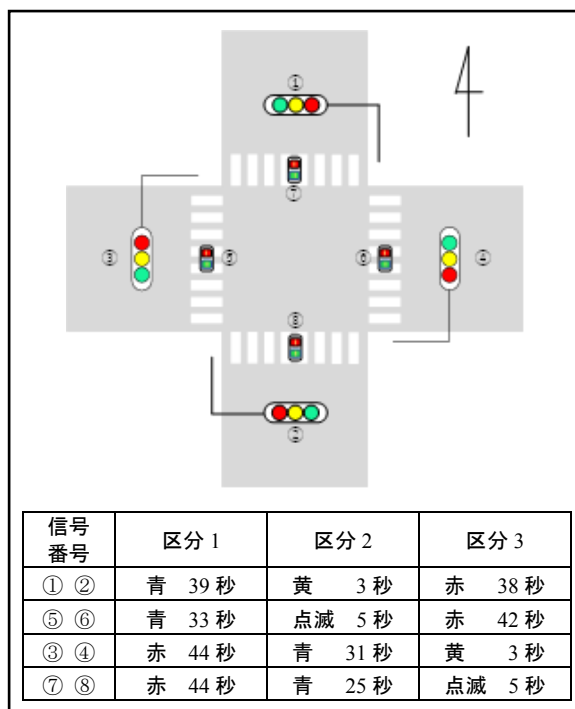 ①
⑦
③ ⑤ ⑥ ④
⑧
②
信号
番号 区分 1 区分 2 区分 3
① ② 青 39 秒 黄 3 秒 赤 38 秒
⑤ ⑥ 青 33 秒 点滅 5 秒 赤 42 秒
③ ④ 赤 44 秒 青 31 秒 黄 3 秒
⑦ ⑧ 赤 44 秒 青 25 秒 点滅 5 秒